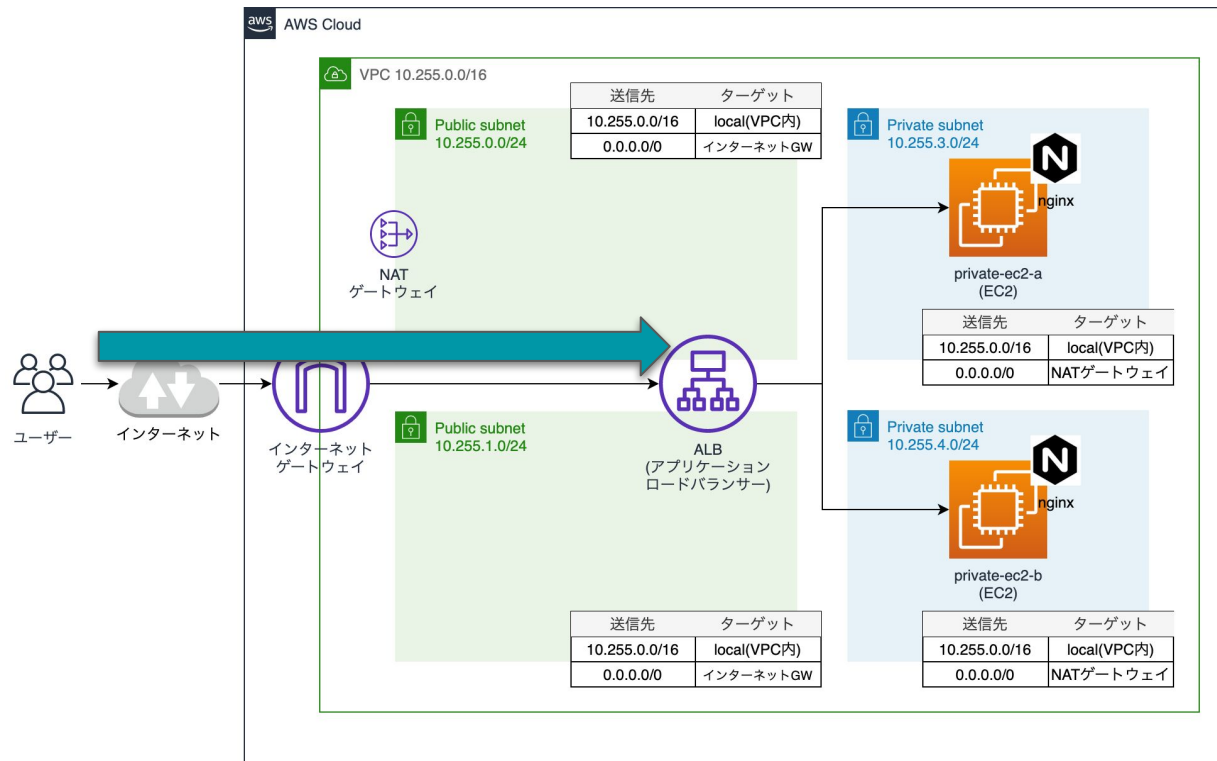 aws
AWS Cloud
VPC 10.255.0.0/16
Public subnet
10.255.0.0/24
送信先 ターゲット
10.255.0.0/16 local(VPC内)
0.0.0.0/0 インターネットGW
Private subnet
10.255.3.0/24
N
nginx
private-ec2-a
(EC2)
送信先 ターゲット
10.255.0.0/16 local(VPC内)
0.0.0.0/0 NATゲートウェイ
NAT
ゲートウェイ
ユーザー
インターネット
インターネット
ゲートウェイ
ALB
(アプリケーション
ロードバランサー)
Public subnet
10.255.1.0/24
送信先 ターゲット
10.255.0.0/16 local(VPC内)
0.0.0.0/0 インターネットGW
Private subnet
10.255.4.0/24
N
nginx
private-ec2-b
(EC2)
送信先 ターゲット
10.255.0.0/16 local(VPC内)
0.0.0.0/0 NATゲートウェイ